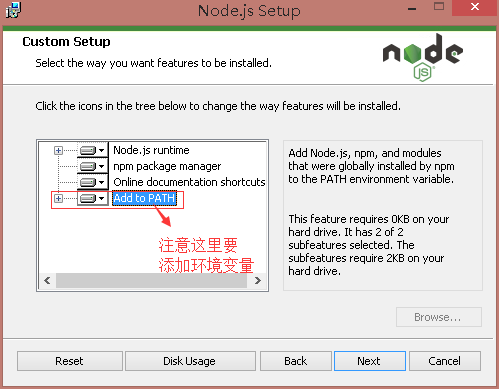 Node.js Setup
Custom Setup
Select the way you want features to be installed.
node
JS
Click the icons in the tree below to change the way features will be installed.
Node.js runtime
npm package manager
Online documentation shortcuts
Add to PATH
注意这里要
添加环境变量
Add Node.js, npm, and modules
that were globally installed by npm
to the PATH environment variable.
This feature requires 0KB on your
hard drive. It has 2 of 2
subfeatures selected. The
subfeatures require 2KB on your
hard drive.
Browse...
Reset
Disk Usage
Back
Next
Cancel